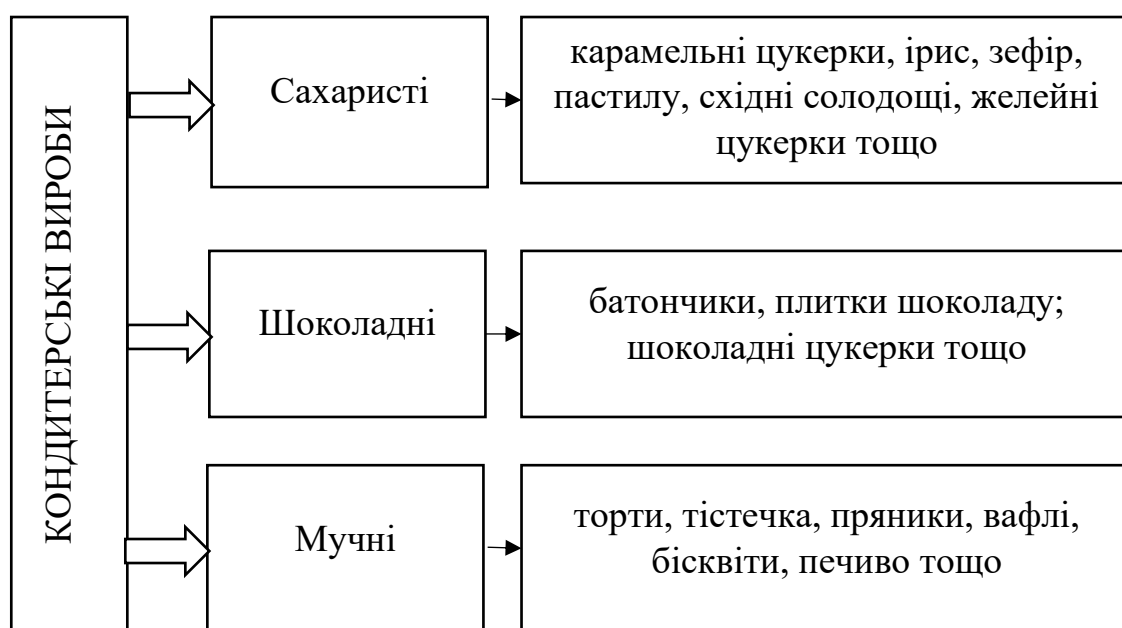 КОНДИТЕРСЬКІ ВИРОБИ
Сахаристі
карамельні цукерки, ірис, зефір,
пастилу, східні солодощі, желейні
цукерки тощо
Шоколадні
батончики, плитки шоколаду;
шоколадні цукерки тощо
Мучні
торти, тістечка, пряники, вафлі,
бісквіти, печиво тощо